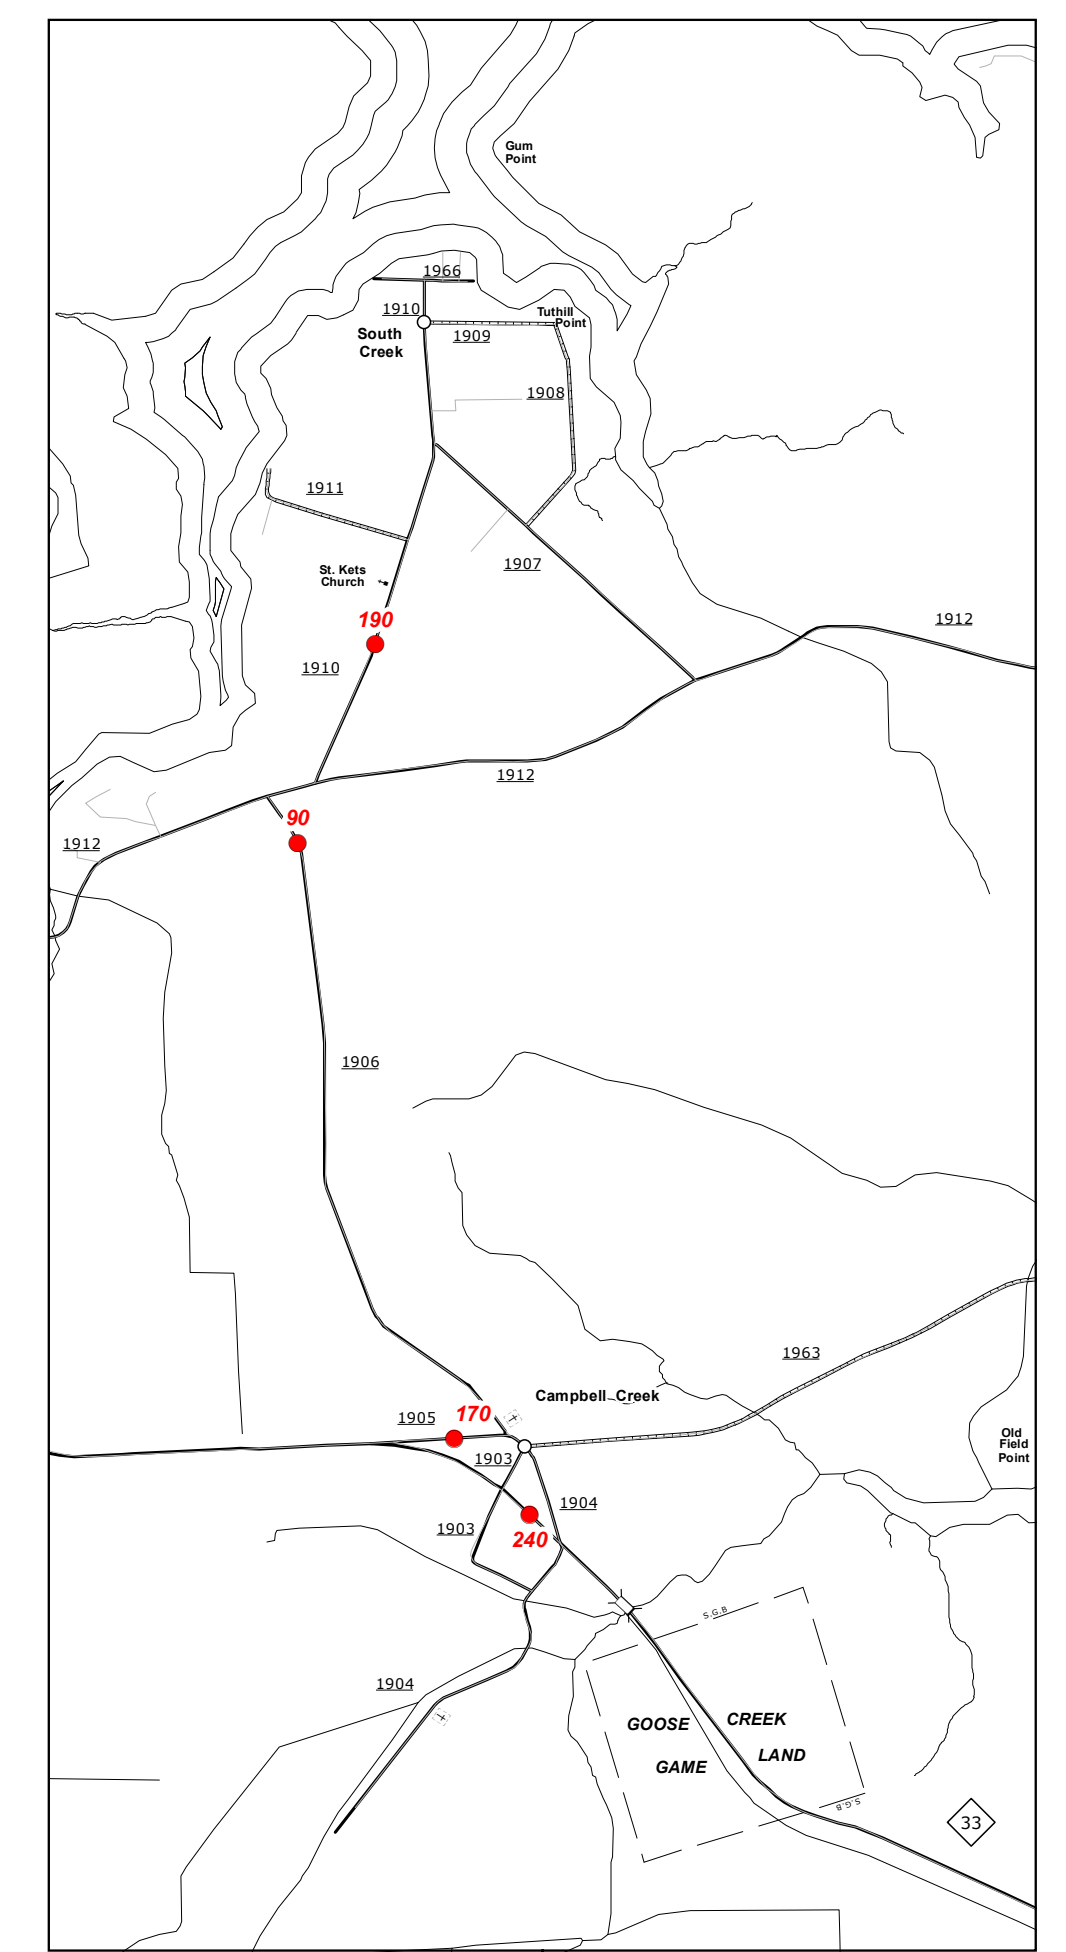 Gum
Point
1966
1910
Tuthill
Point
South
Creek
1909
1908
1911
1907
St. Kets
Church
190
1912
1910
1912
90
1912
1906
1963
Campbell Creek
170
1905
Old
Field
Point
1903
1904
1903
240
S.G.B
1904
GOOSE CREEK
GAME LAND
S.G.B
33